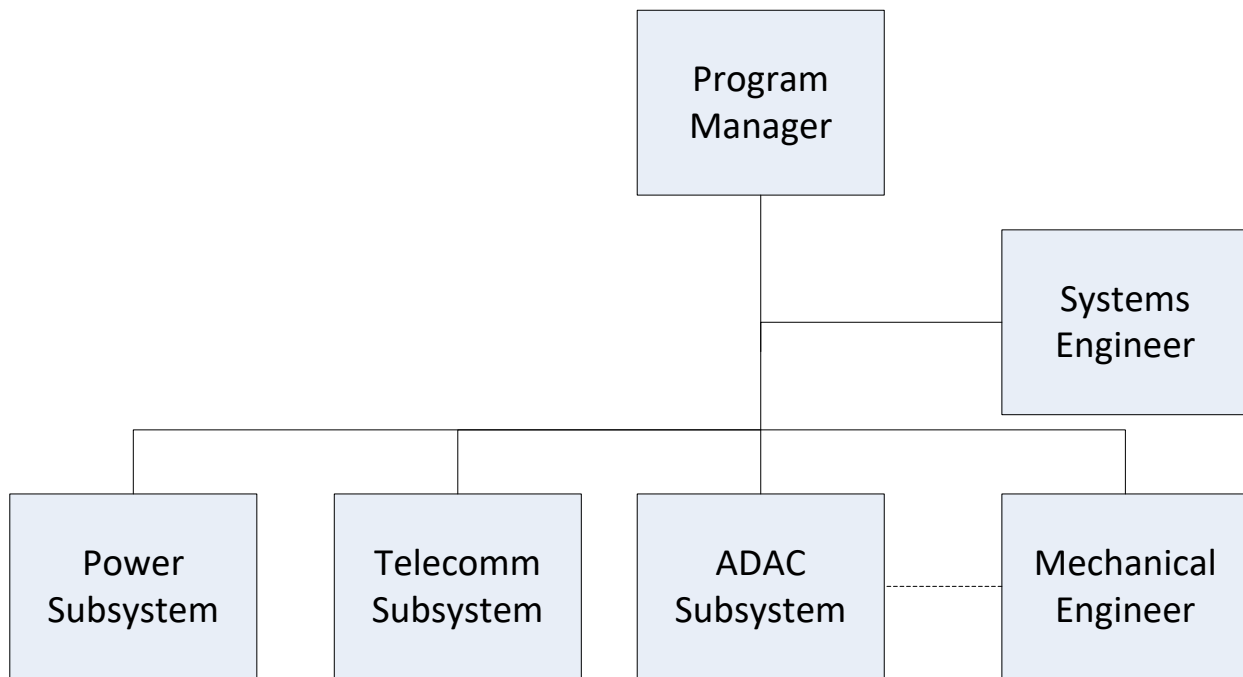 Program
Manager
Systems
Engineer
Power
Subsystem
Telecomm
Subsystem
ADAC
Subsystem
Mechanical
Engineer